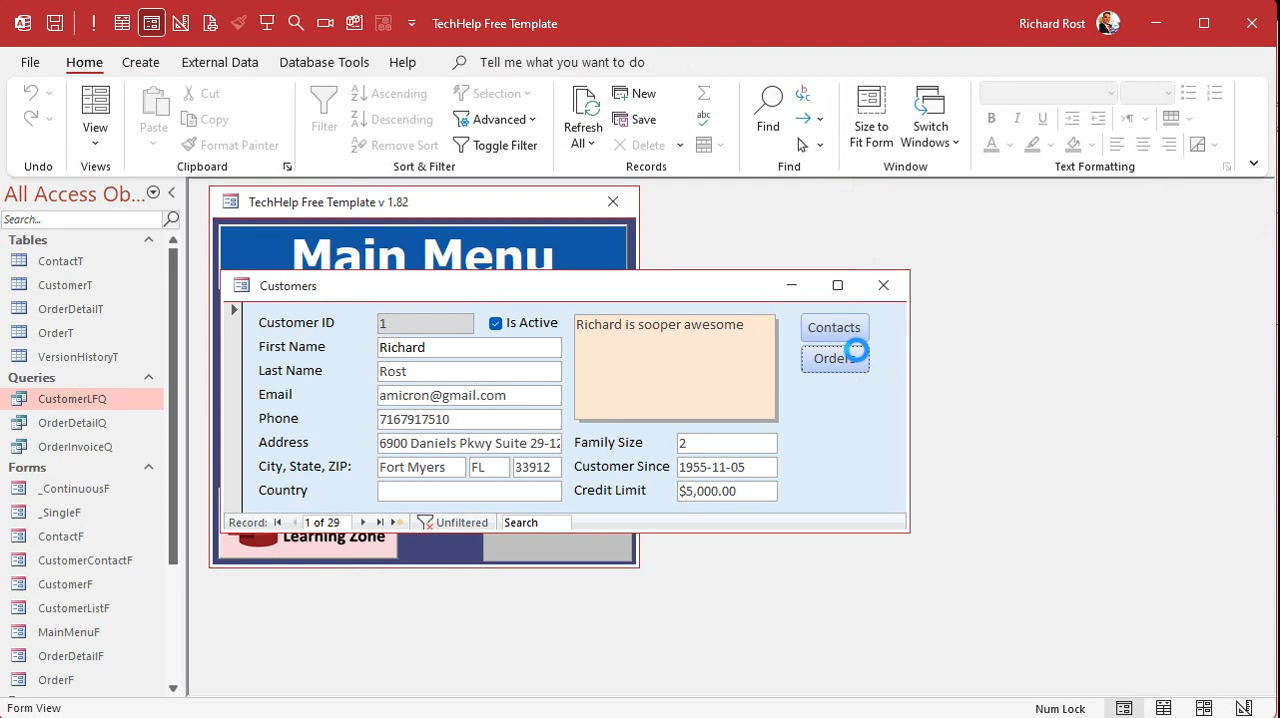 TechHelp Free Template
Richard Rost
File
Home
Create
External Data
Database Tools
Help
Tell me what you want to do
Undo
View
Views
Paste
Cut
Copy
Format Painter
Clipboard
Filter
Ascending
Descending
Remove Sort
Selection
Advanced
Toggle Filter
Sort & Filter
Refresh
All
New
Save
Delete
Records
Find
Find
Size to
Fit Form
Switch
Windows
Window
B I U
A
Text Formatting
All Access Ob...
Search...
Tables
ContactT
CustomerT
OrderDetailT
OrderT
VersionHistoryT
Queries
CustomerLFQ
OrderDetailQ
OrderInvoiceQ
Forms
_ContinuousF
_SingleF
ContactF
CustomerContactF
CustomerF
CustomerListF
MainMenuF
OrderDetailF
OrderF
TechHelp Free Template v 1.82
Main Menu
Customers
Customer ID 1 Is Active
First Name Richard
Last Name Rost
Email amicron@gmail.com
Phone 7167917510
Address 6900 Daniels Pkwy Suite 29-12
City, State, ZIP: Fort Myers FL 33912
Country
Richard is sooper awesome
Family Size 2
Customer Since 1955-11-05
Credit Limit $5,000.00
Contacts
Record: 1 of 29 Unfiltered Search
Learning Zone
Form View
Num Lock